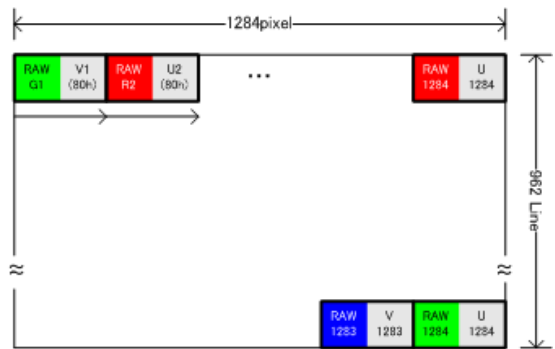 1284pixel
RAW G1
V1 (80h)
RAW R2
U2 (80h)
...
RAW 1284
U 1284
962 Line
RAW 1283
V 1283
RAW 1284
U 1284